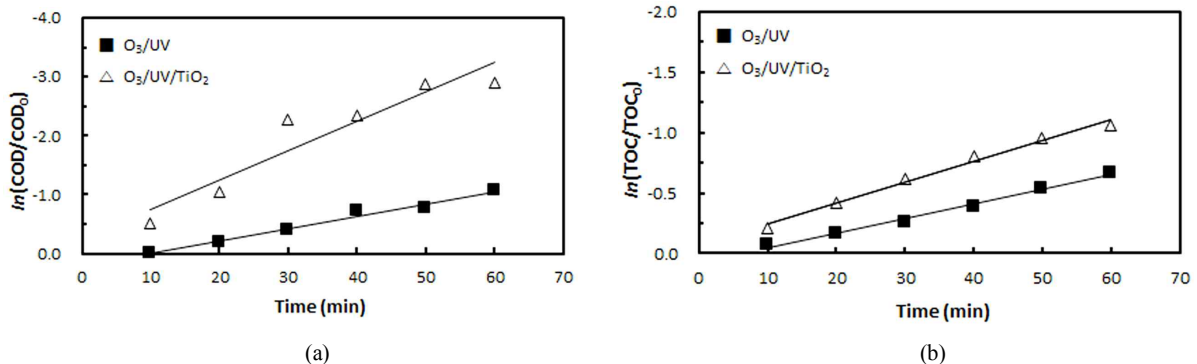 -4.0
-3.0
-2.0
-1.0
0.0
ln(COD/COD₀)
■ O₃/UV
△ O₃/UV/TiO₂
0 10 20 30 40 50 60 70
Time (min)
(a)
-2.0
-1.5
-1.0
-0.5
0.0
ln(TOC/TOC₀)
■ O₃/UV
△ O₃/UV/TiO₂
0 10 20 30 40 50 60 70
Time (min)
(b)